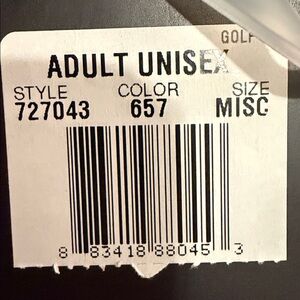 GOLF
ADULT UNISEX
STYLE COLOR SIZE
727043 657 MISC
8 83418 88045 3